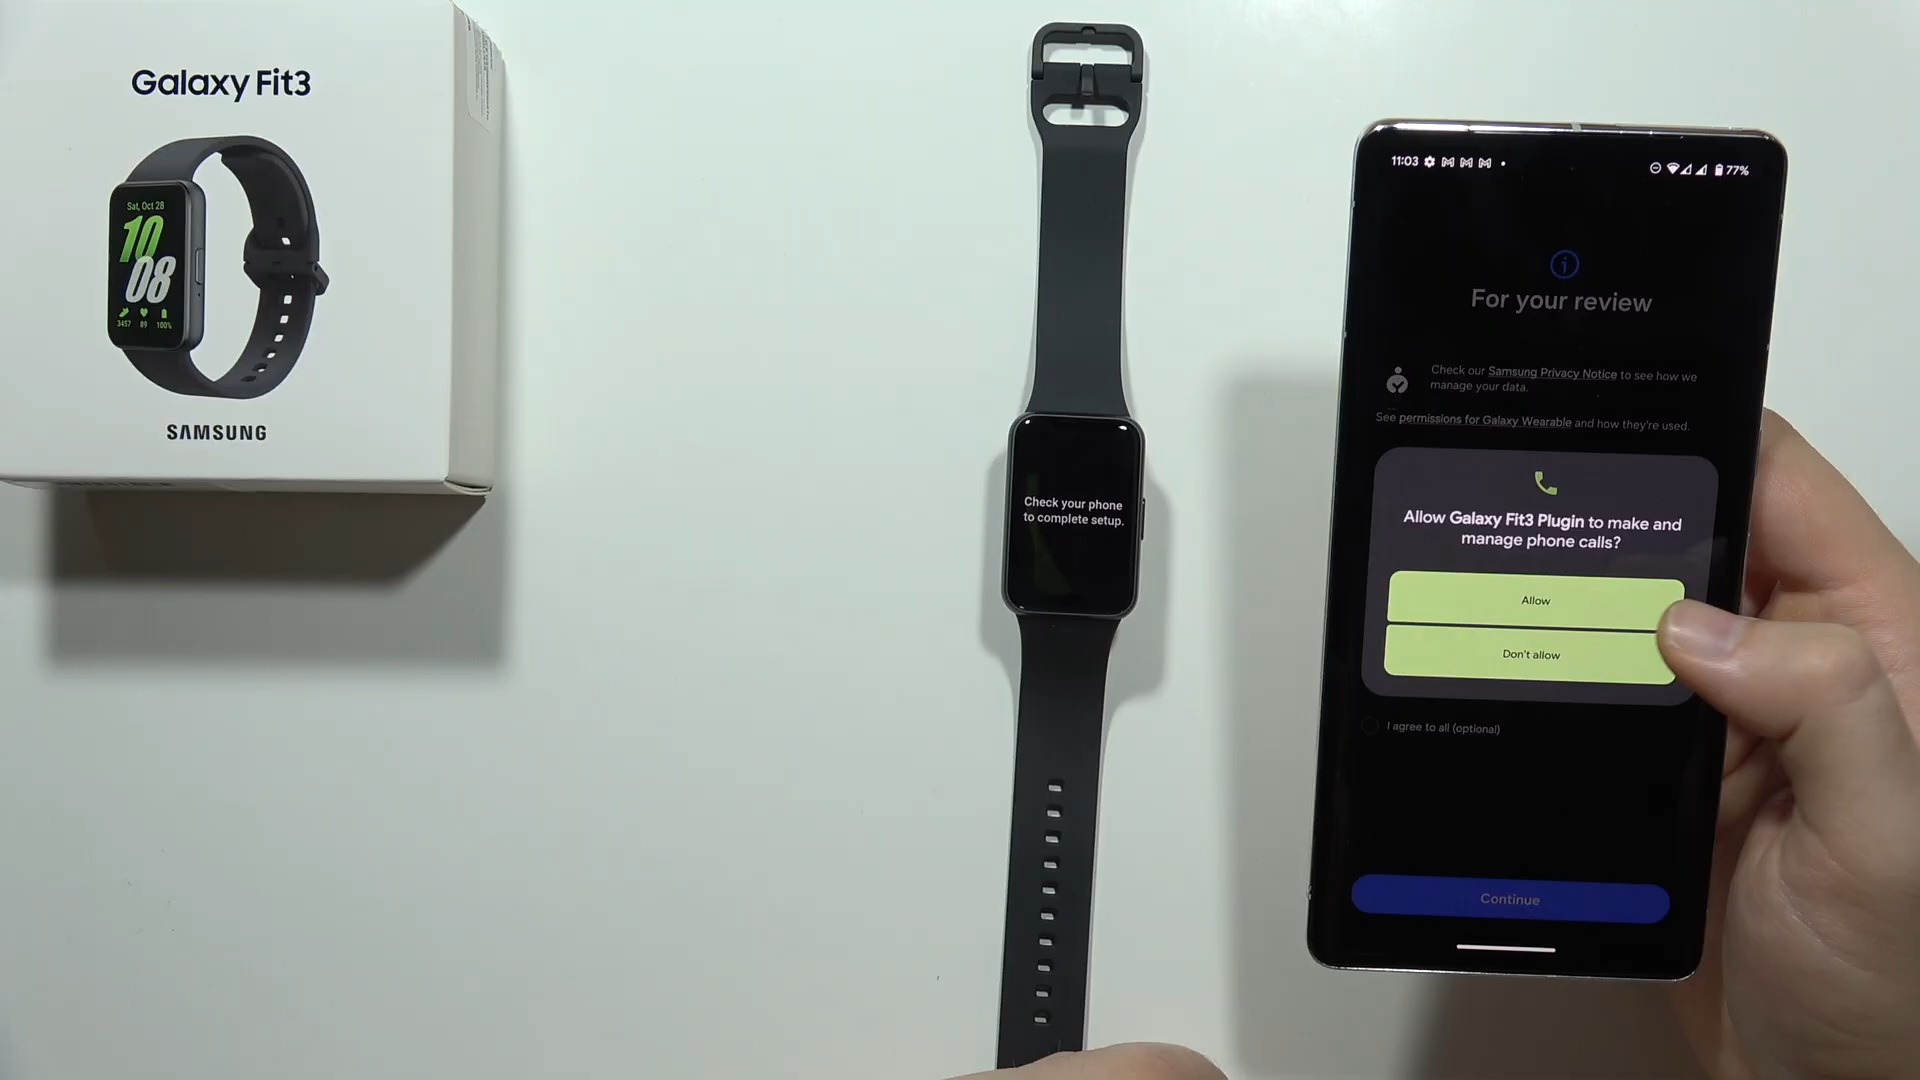 Galaxy Fit3
Sat, Oct 28
10
08
3457 89 100%
SAMSUNG
Check your phone
to complete setup.
11:03
77%
For your review
Check our Samsung Privacy Notice to see how we
manage your data.
See permissions for Galaxy Wearable and how they're used.
Allow Galaxy Fit3 Plugin to make and
manage phone calls?
Allow
Don't allow
I agree to all (optional)
Continue